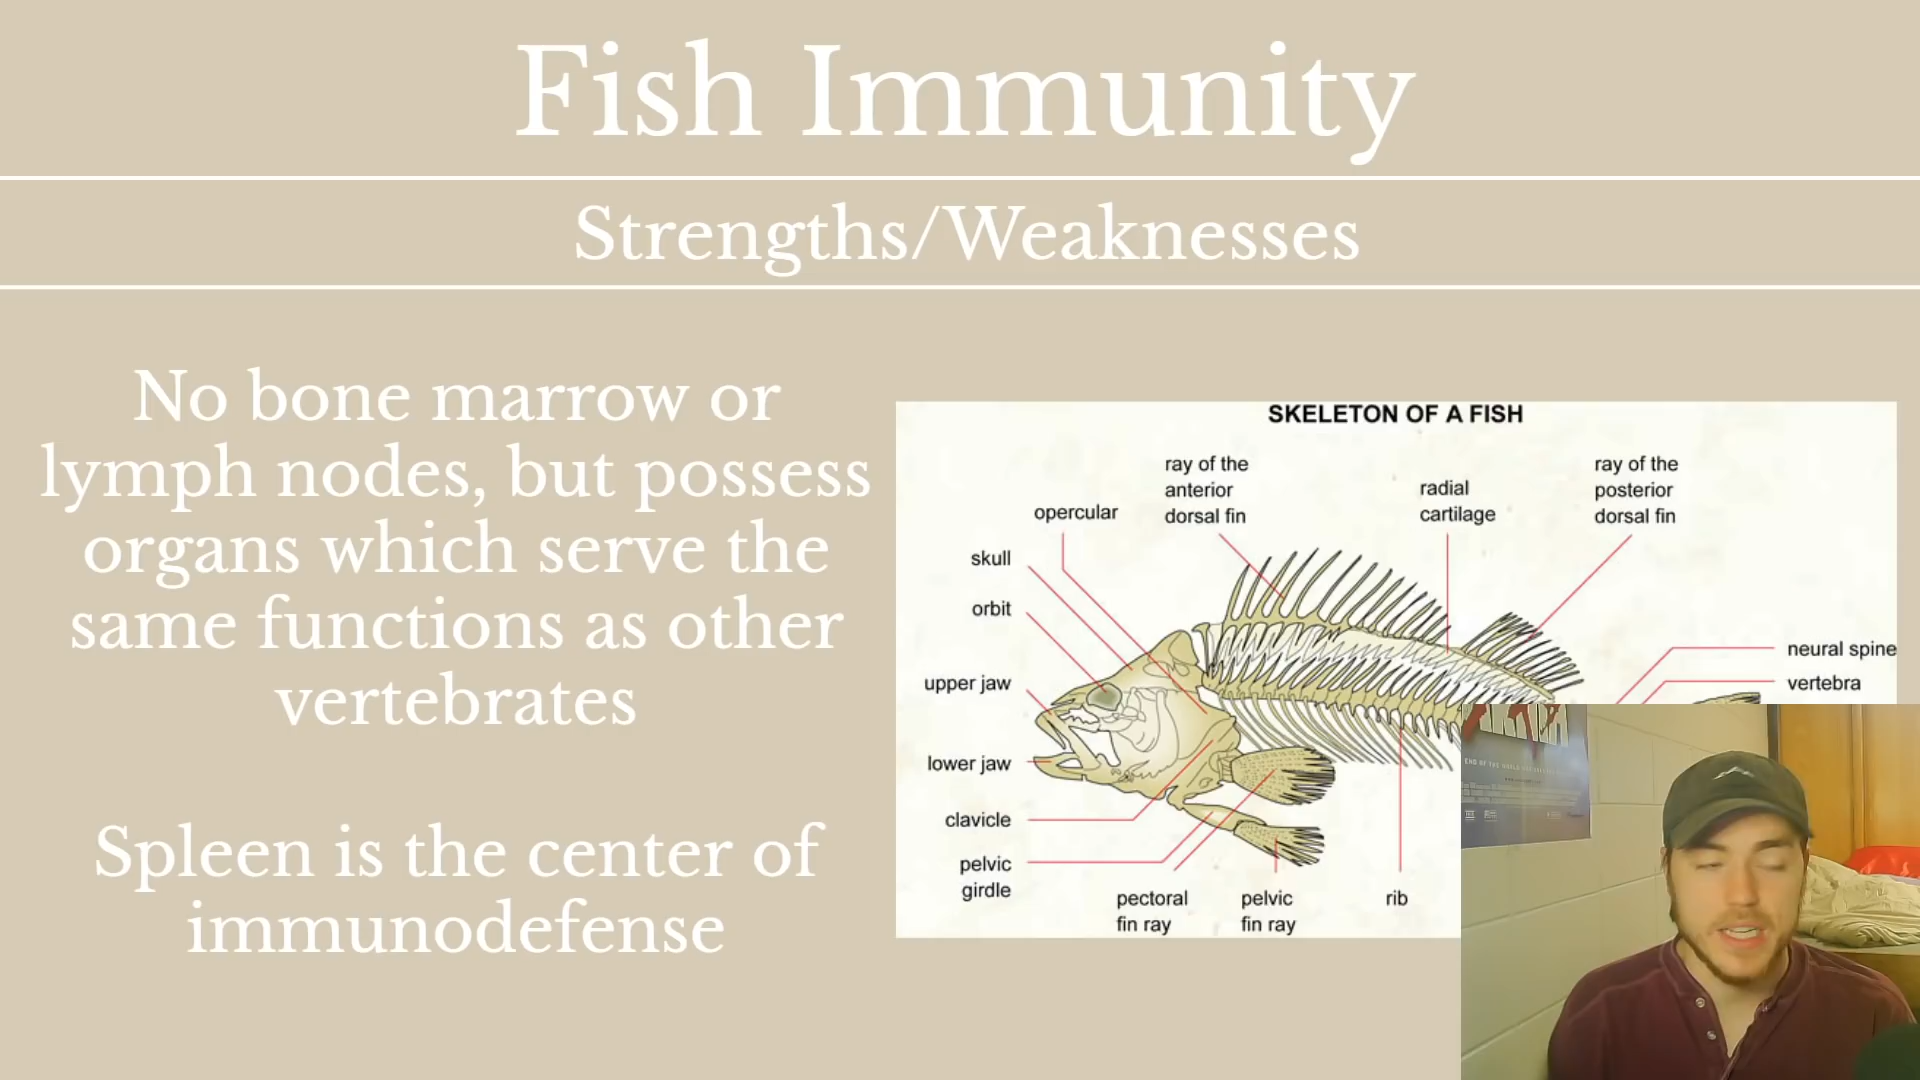 Fish Immunity
Strengths/Weaknesses
No bone marrow or
lymph nodes, but possess
organs which serve the
same functions as other
vertebrates
Spleen is the center of
immunodefense
SKELETON OF A FISH
ray of the
anterior
dorsal fin
radial
cartilage
ray of the
posterior
dorsal fin
opercular
skull
orbit
neural spine
vertebra
upper jaw
lower jaw
clavicle
pelvic
girdle
pectoral
fin ray
pelvic
fin ray
rib